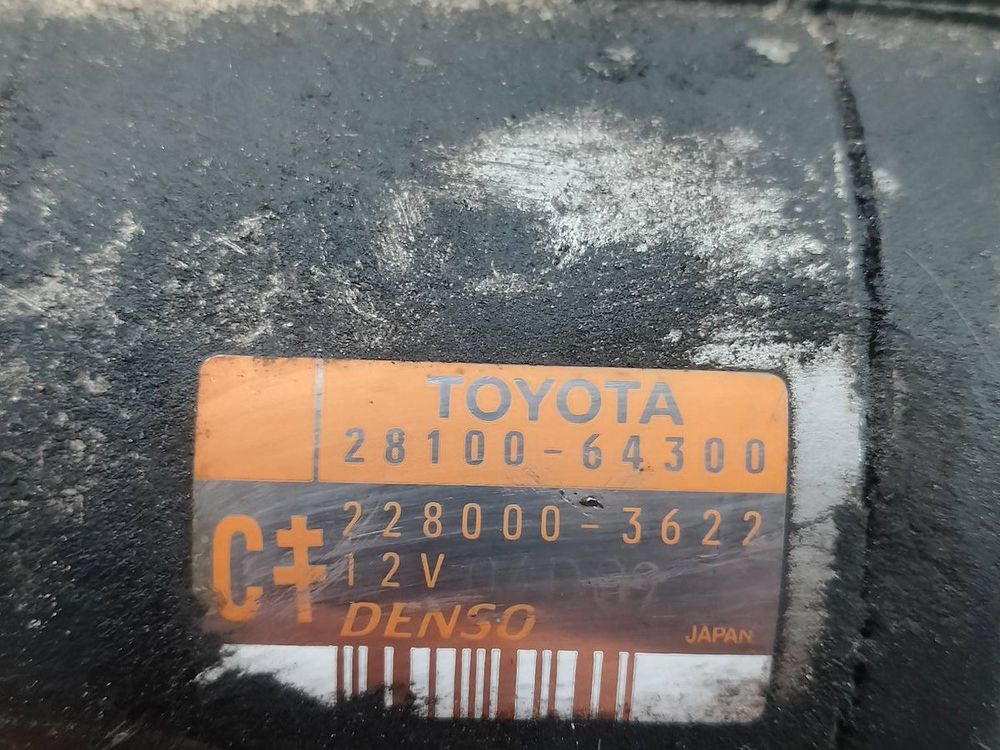 TOYOTA
28100-64300
228000-3622
12V
DENSO
JAPAN